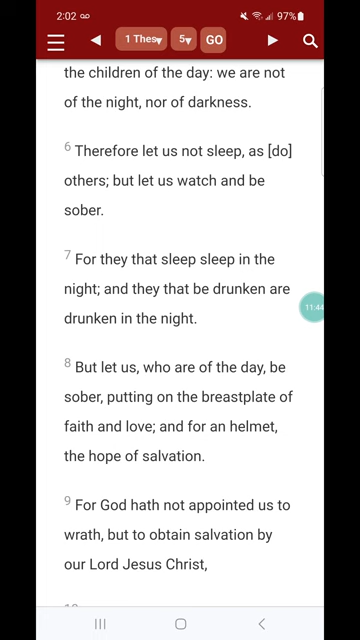 2:02
97%
1 Thes 5 GO
the children of the day: we are not
of the night, nor of darkness.
6 Therefore let us not sleep, as [do]
others; but let us watch and be
sober.
7 For they that sleep sleep in the
night; and they that be drunken are
drunken in the night.
11:44
8 But let us, who are of the day, be
sober, putting on the breastplate of
faith and love; and for an helmet,
the hope of salvation.
9 For God hath not appointed us to
wrath, but to obtain salvation by
our Lord Jesus Christ,